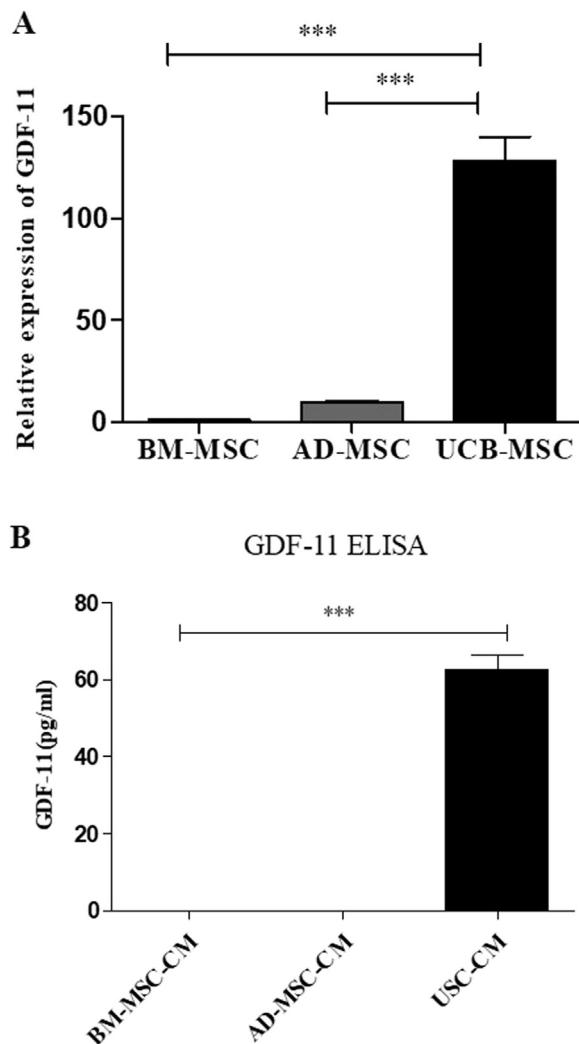 A
***
***
Relative expression of GDF-11
150
100
50
0
BM-MSC AD-MSC UCB-MSC
B
GDF-11 ELISA
***
GDF-11(pg/ml)
80
60
40
20
0
BM-MSC-CM
AD-MSC-CM
USC-CM